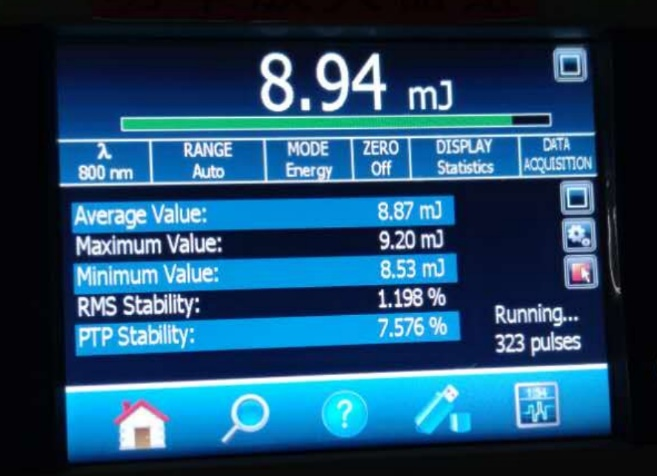 8.94 mJ
λ RANGE MODE ZERO DISPLAY DATA ACQUISITION
800 nm Auto Energy Off Statistics
Average Value: 8.87 mJ
Maximum Value: 9.20 mJ
Minimum Value: 8.53 mJ
RMS Stability: 1.198 %
PTP Stability: 7.576 %
Running...
323 pulses
?